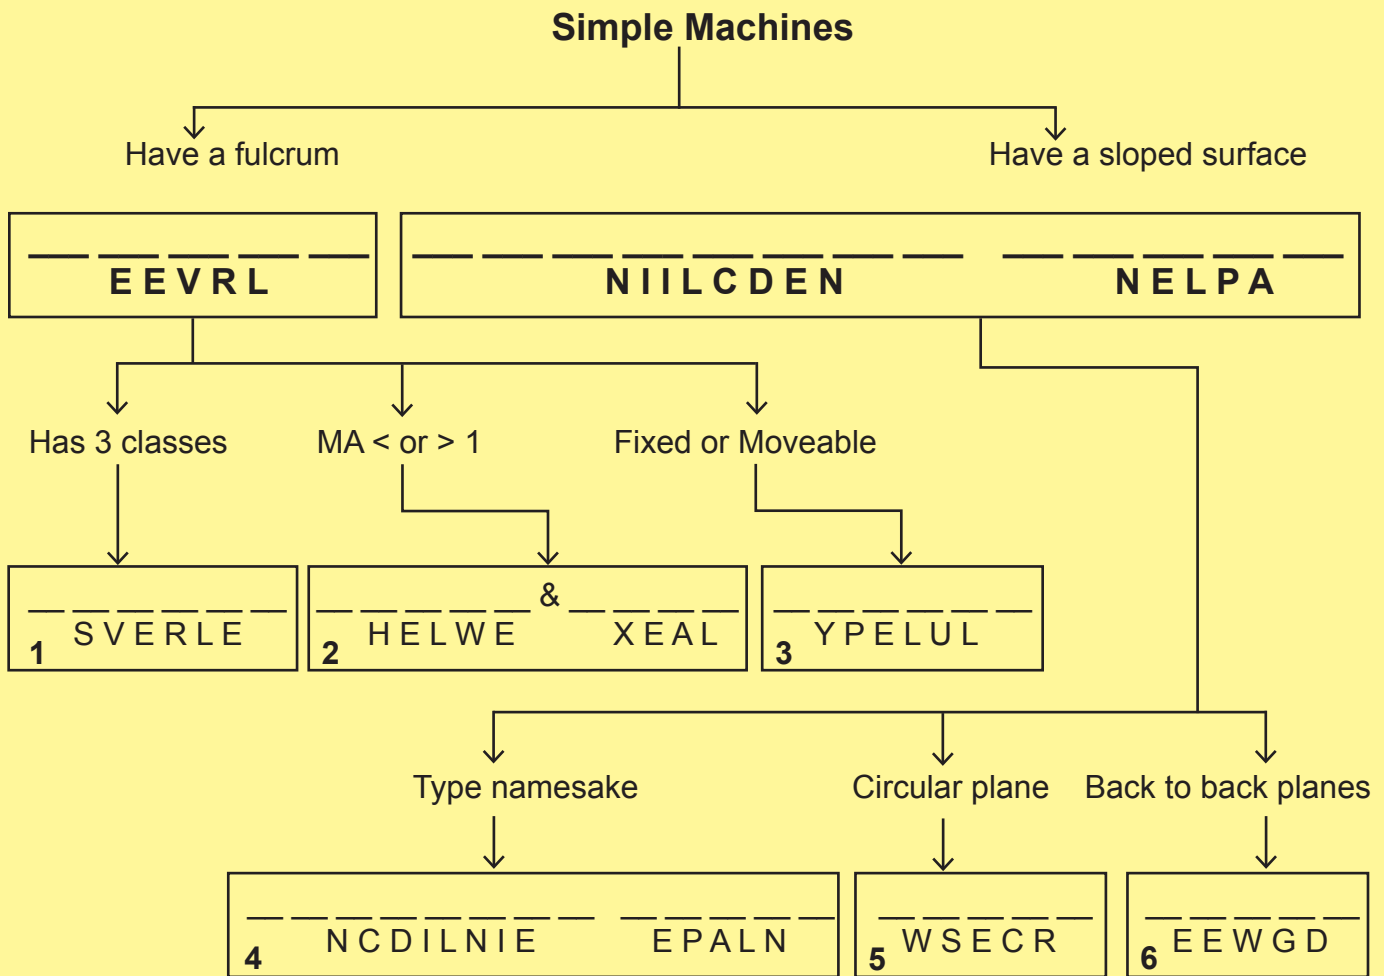 Simple Machines
Have a fulcrum
Have a sloped surface
EEVRL
NIILCDEN NELPA
Has 3 classes
MA < or > 1
Fixed or Moveable
1 SVERLE
&
2 HELWE XEAL
3 YPELUL
Type namesake
Circular plane
Back to back planes
4 NCDILNIE EPALN
5 WSECR
6 EEWGD